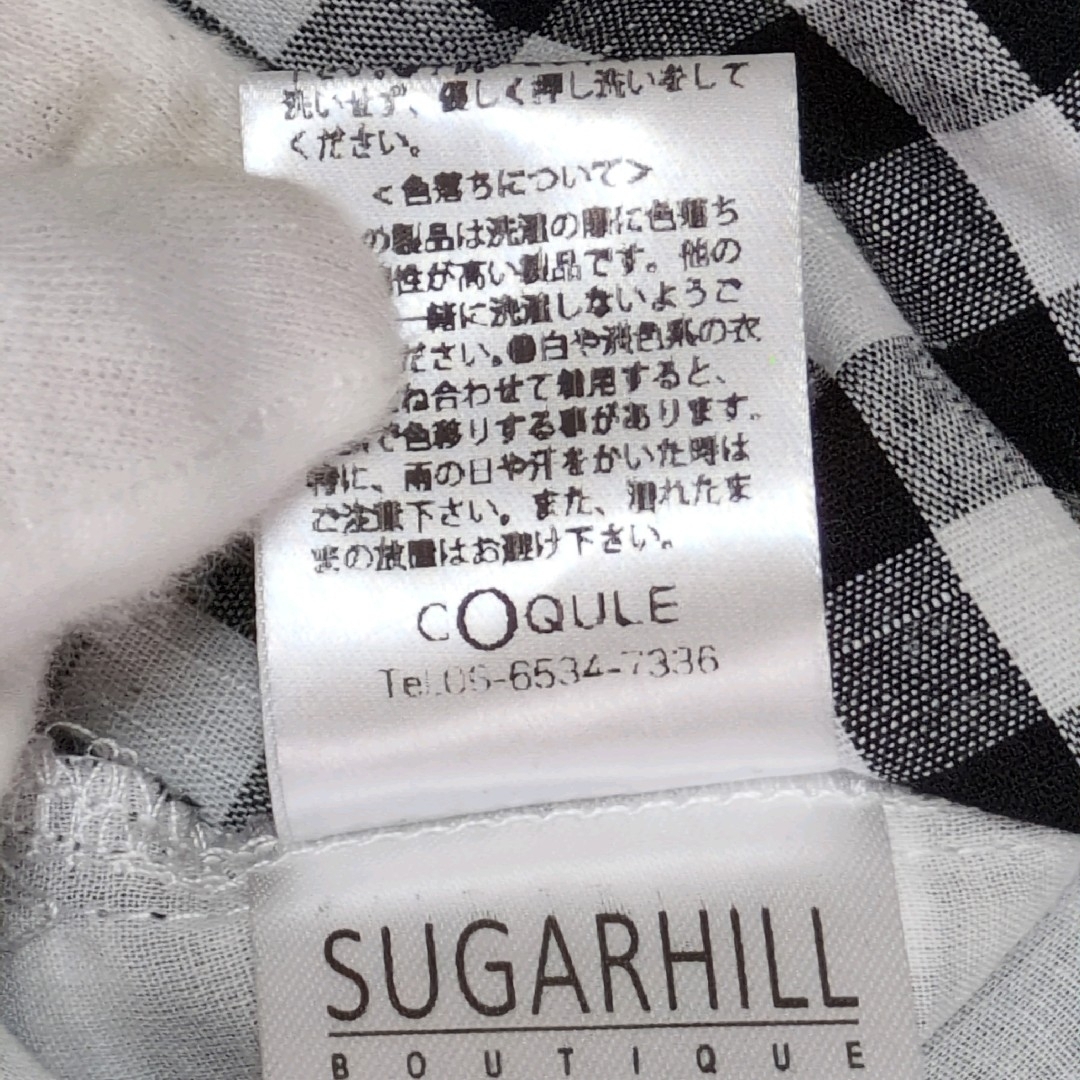 洗いせず、優しく押し洗いをして
ください。
＜色落ちについて＞
の製品は洗濯の際に色落ち
性が高い製品です。他の
一緒に洗濯しないようご
ださい。●白や淡色系の衣
ね合わせて着用すると、
で色移りする事があります。
特に、雨の日や汗をかいた時は
ご注意下さい。また、濡れたま
まの放置はお避け下さい。
COQULE
TEL06-6534-7336
SUGARHILL
BOUTIQUE